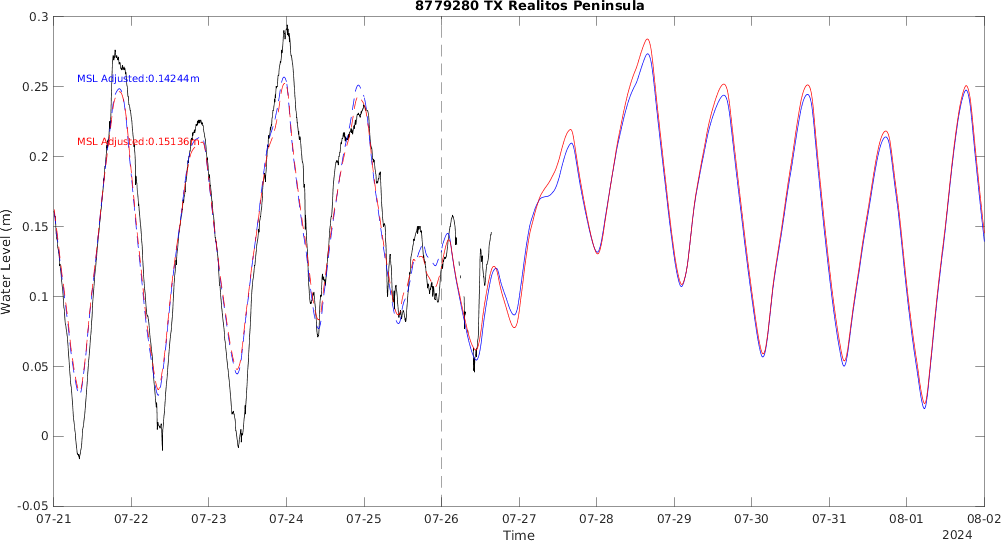 8779280 TX Realitos Peninsula
0.3
0.25
0.2
0.15
0.1
0.05
0
-0.05
Water Level (m)
MSL Adjusted:0.14244m
MSL Adjusted:0.15136m
07-21 07-22 07-23 07-24 07-25 07-26 07-27 07-28 07-29 07-30 07-31 08-01 08-02
Time
2024